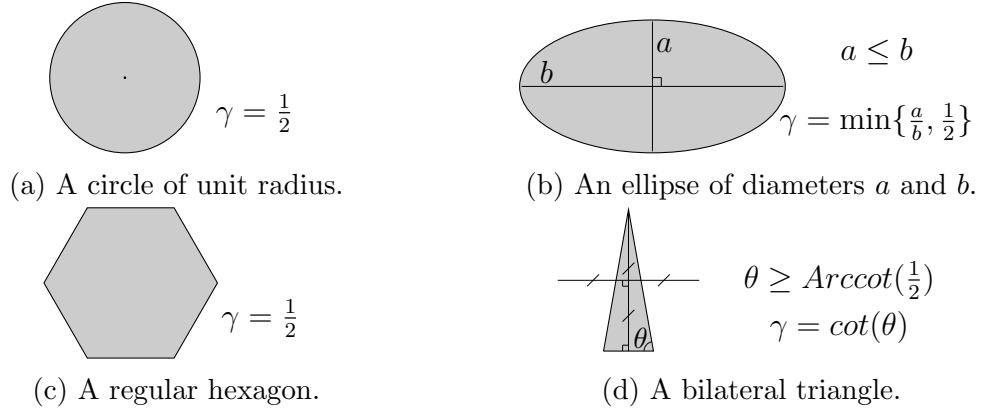 γ = 1/2
(a) A circle of unit radius.
a
b
a ≤ b
γ = min{a/b, 1/2}
(b) An ellipse of diameters a and b.
γ = 1/2
(c) A regular hexagon.
θ
θ ≥ Arccot(1/2)
γ = cot(θ)
(d) A bilateral triangle.